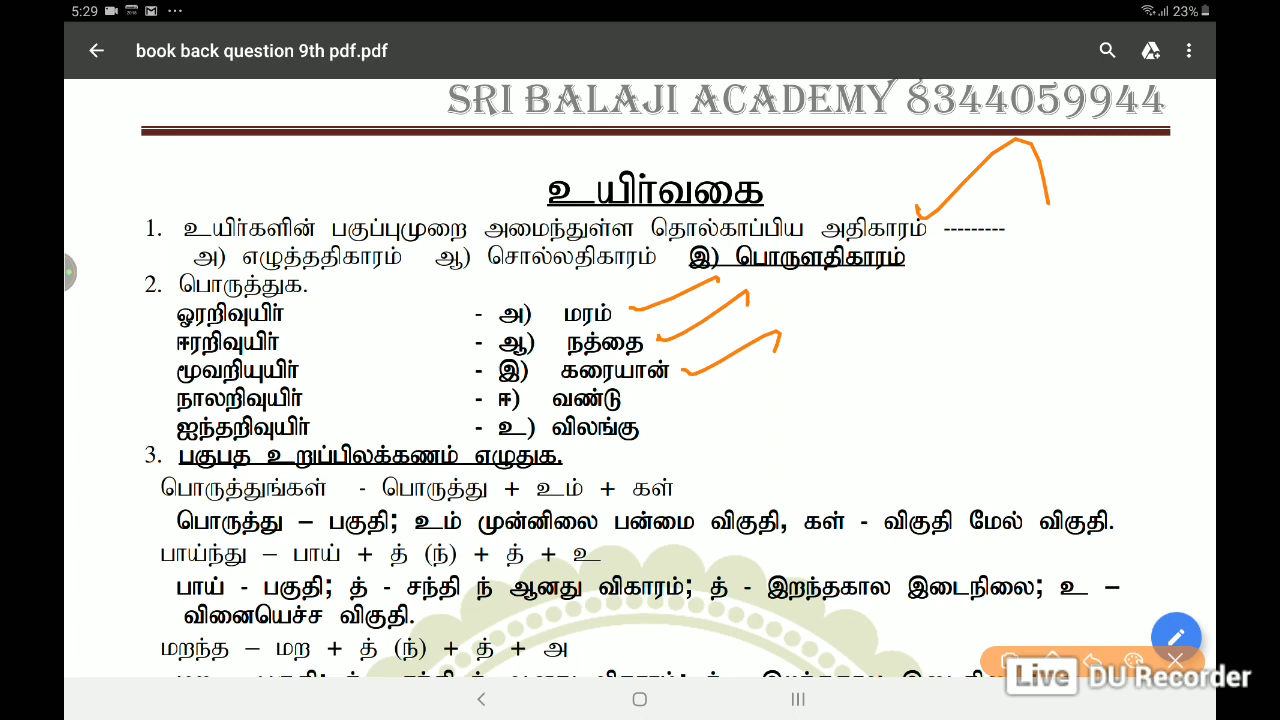 5:29 23%
book back question 9th pdf.pdf
SRI BALAJI ACADEMY 8344059944
உயிர்வகை
1. உயிர்களின் பகுப்புமுறை அமைந்துள்ள தொல்காப்பிய அதிகாரம் ---------
அ) எழுத்ததிகாரம் ஆ) சொல்லதிகாரம் இ) பொருளதிகாரம்
2. பொருத்துக.
ஓரறிவுயிர் - அ) மரம்
ஈரறிவுயிர் - ஆ) நத்தை
மூவறியுயிர் - இ) கரையான்
நாலறிவுயிர் - ஈ) வண்டு
ஐந்தறிவுயிர் - உ) விலங்கு
3. பகுபத உறுப்பிலக்கணம் எழுதுக.
பொருத்துங்கள் - பொருத்து + உம் + கள்
பொருத்து – பகுதி; உம் முன்னிலை பன்மை விகுதி, கள் - விகுதி மேல் விகுதி.
பாய்ந்து – பாய் + த் (ந்) + த் + உ
பாய் - பகுதி; த் - சந்தி ந் ஆனது விகாரம்; த் - இறந்தகால இடைநிலை; உ –
வினையெச்ச விகுதி.
மறந்த – மற + த் (ந்) + த் + அ
Live DU Recorder